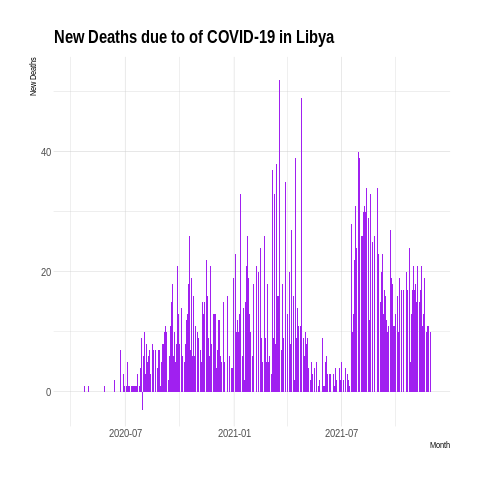 New Deaths due to of COVID-19 in Libya
New Deaths
40
20
0
2020-07
2021-01
2021-07
Month